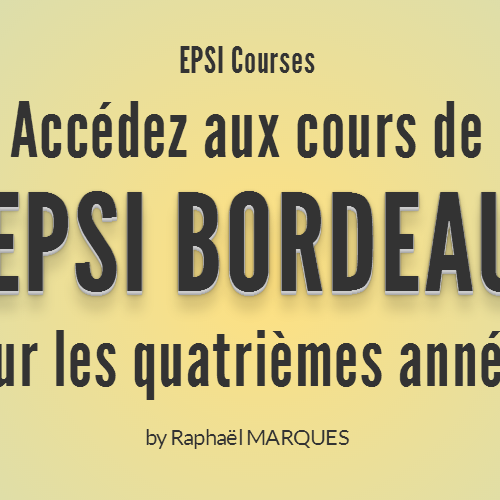 EPSI Courses
Accédez aux cours de
EPSI BORDEAU
ur les quatrièmes anné
by Raphaël MARQUES